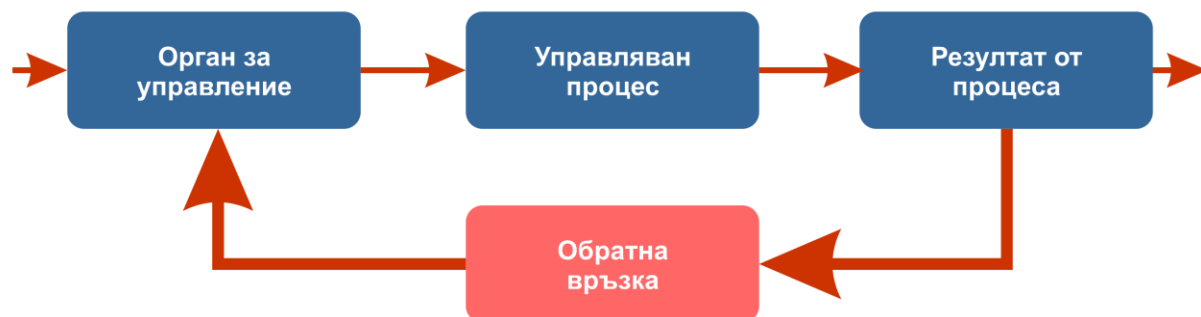 Орган за
управление
Управляван
процес
Резултат от
процеса
Обратна
връзка